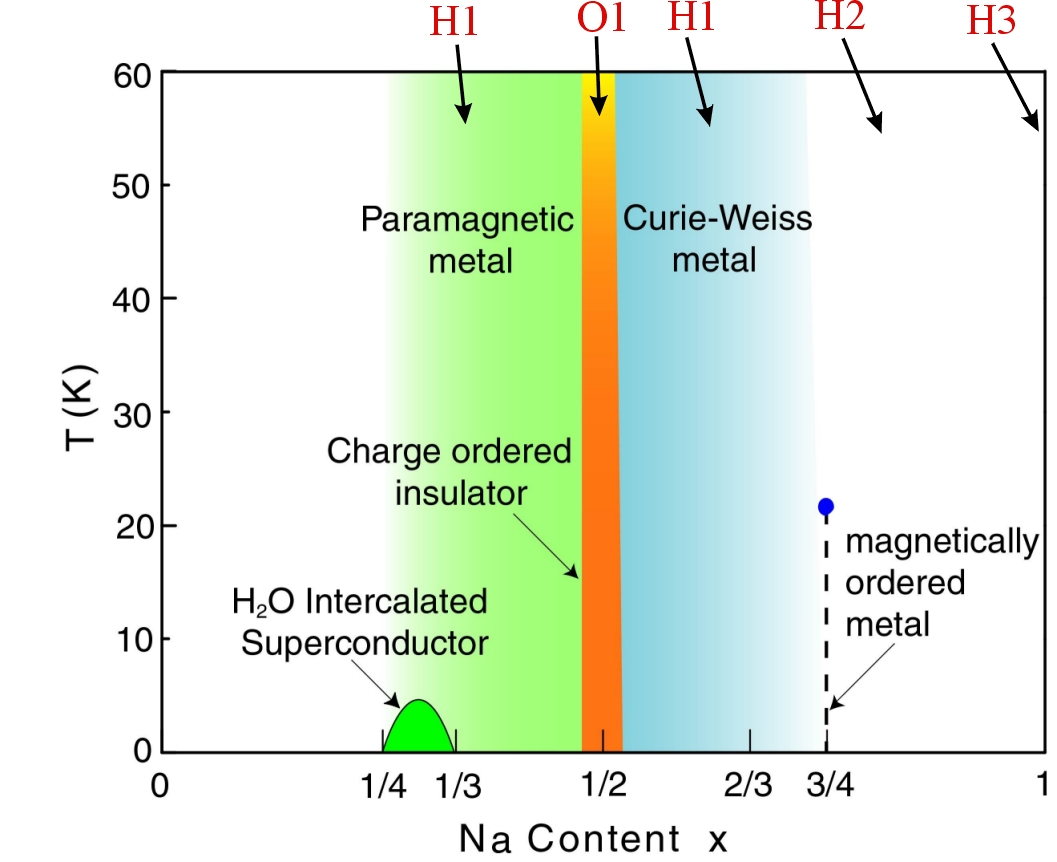 H1 O1 H1 H2 H3
60
50
Paramagnetic
metal
Curie-Weiss
metal
40
T (K)
30
Charge ordered
insulator
20
magnetically
ordered
metal
H₂O Intercalated
Superconductor
10
0
0 1/4 1/3 1/2 2/3 3/4 1
Na Content x